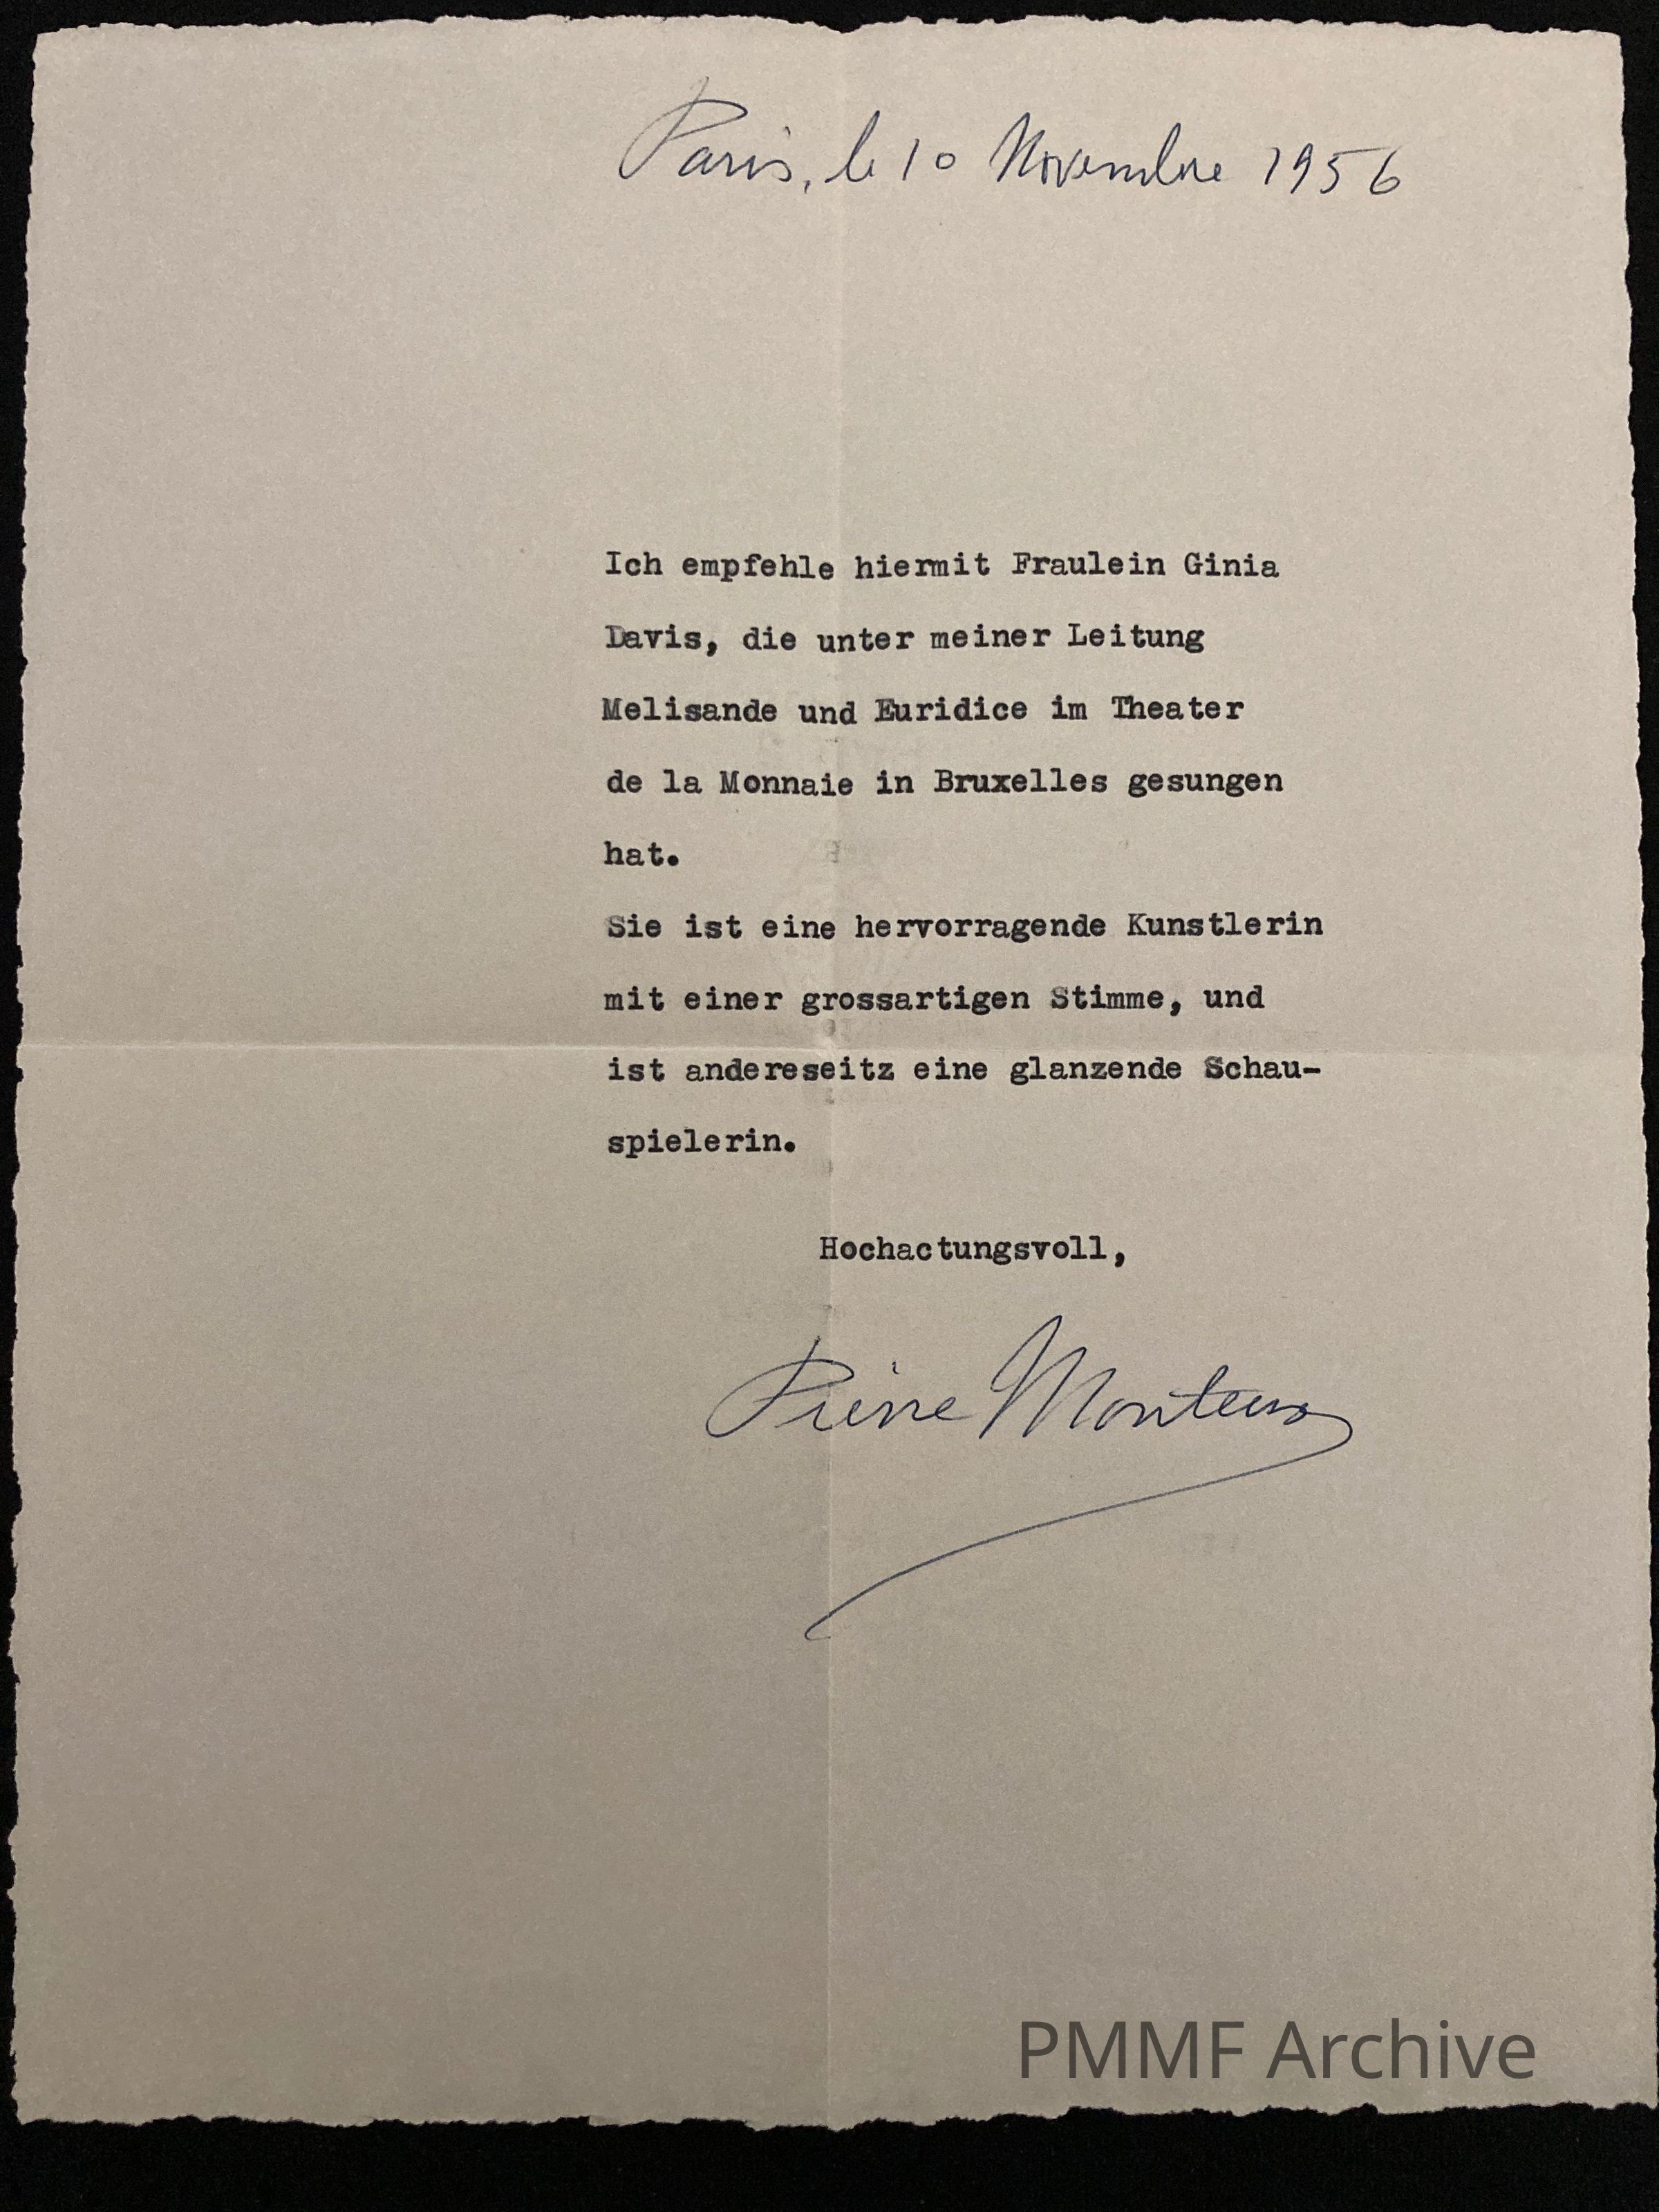 Paris, le 10 Novembre 1956
Ich empfehle hiermit Fraulein Ginia
Davis, die unter meiner Leitung
Melisande und Euridice im Theater
de la Monnaie in Bruxelles gesungen
hat.
Sie ist eine hervorragende Kunstlerin
mit einer grossartigen Stimme, und
ist andereseitz eine glanzende Schau-
spielerin.
Hochactungsvoll,
Pierre Monteux
PMMF Archive